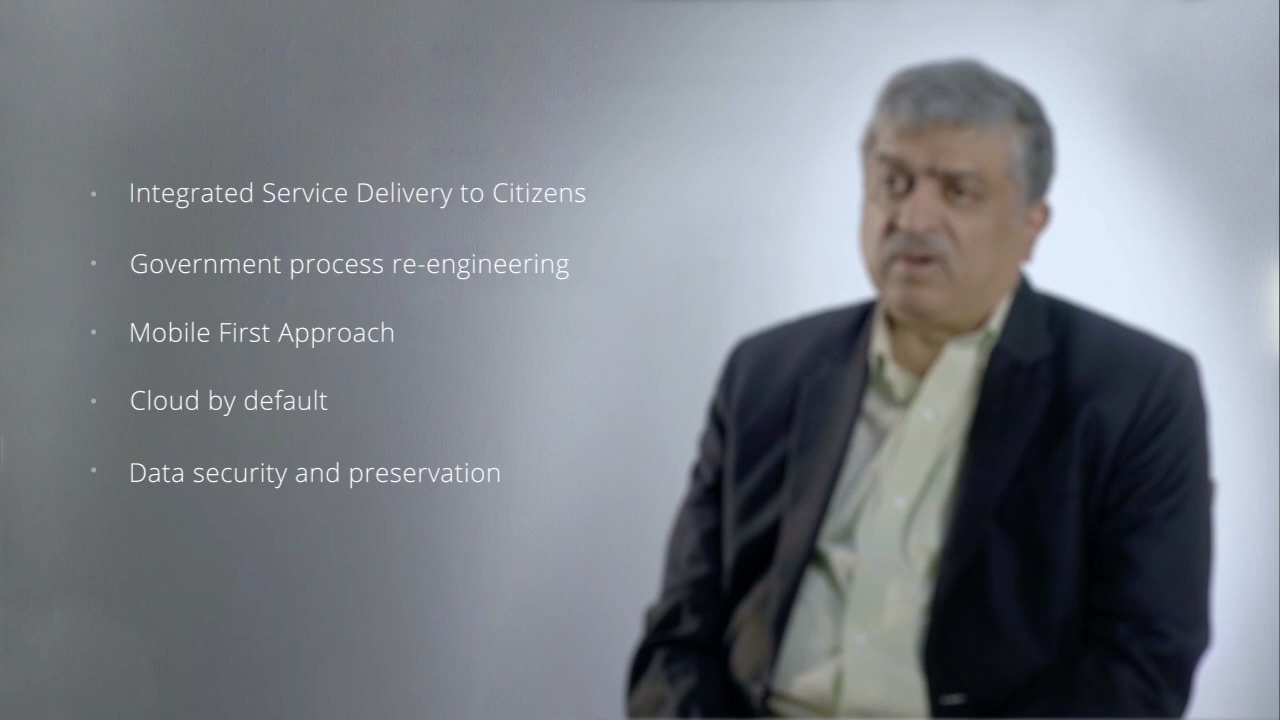 Integrated Service Delivery to Citizens
Government process re-engineering
Mobile First Approach
Cloud by default
Data security and preservation